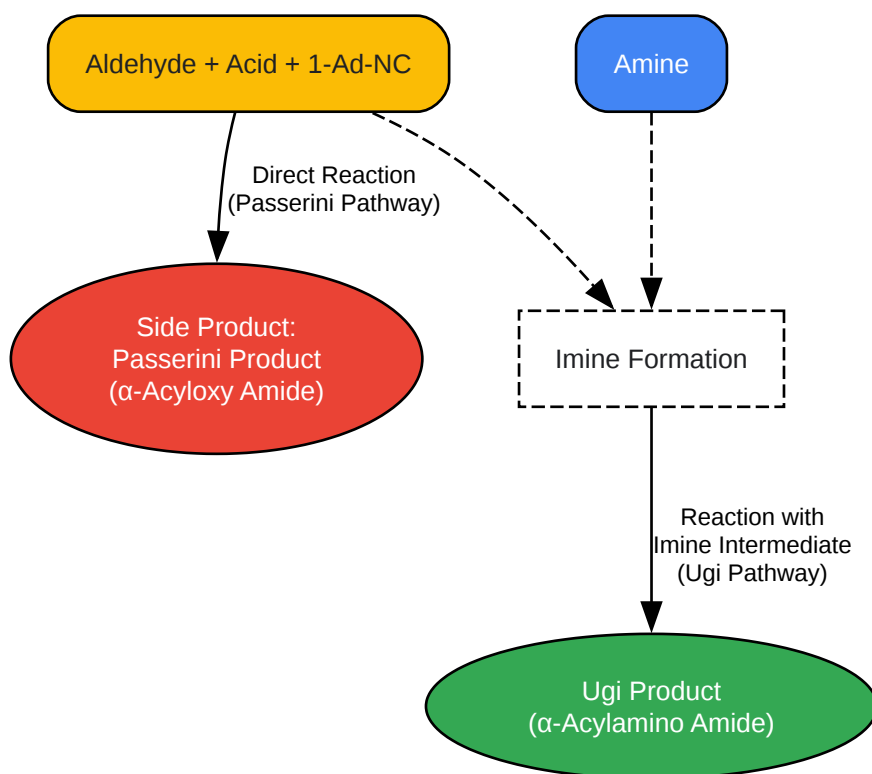 Aldehyde + Acid + 1-Ad-NC
Amine
Direct Reaction
(Passerini Pathway)
Side Product:
Passerini Product
(α-Acyloxy Amide)
Imine Formation
Reaction with
Imine Intermediate
(Ugi Pathway)
Ugi Product
(α-Acylamino Amide)